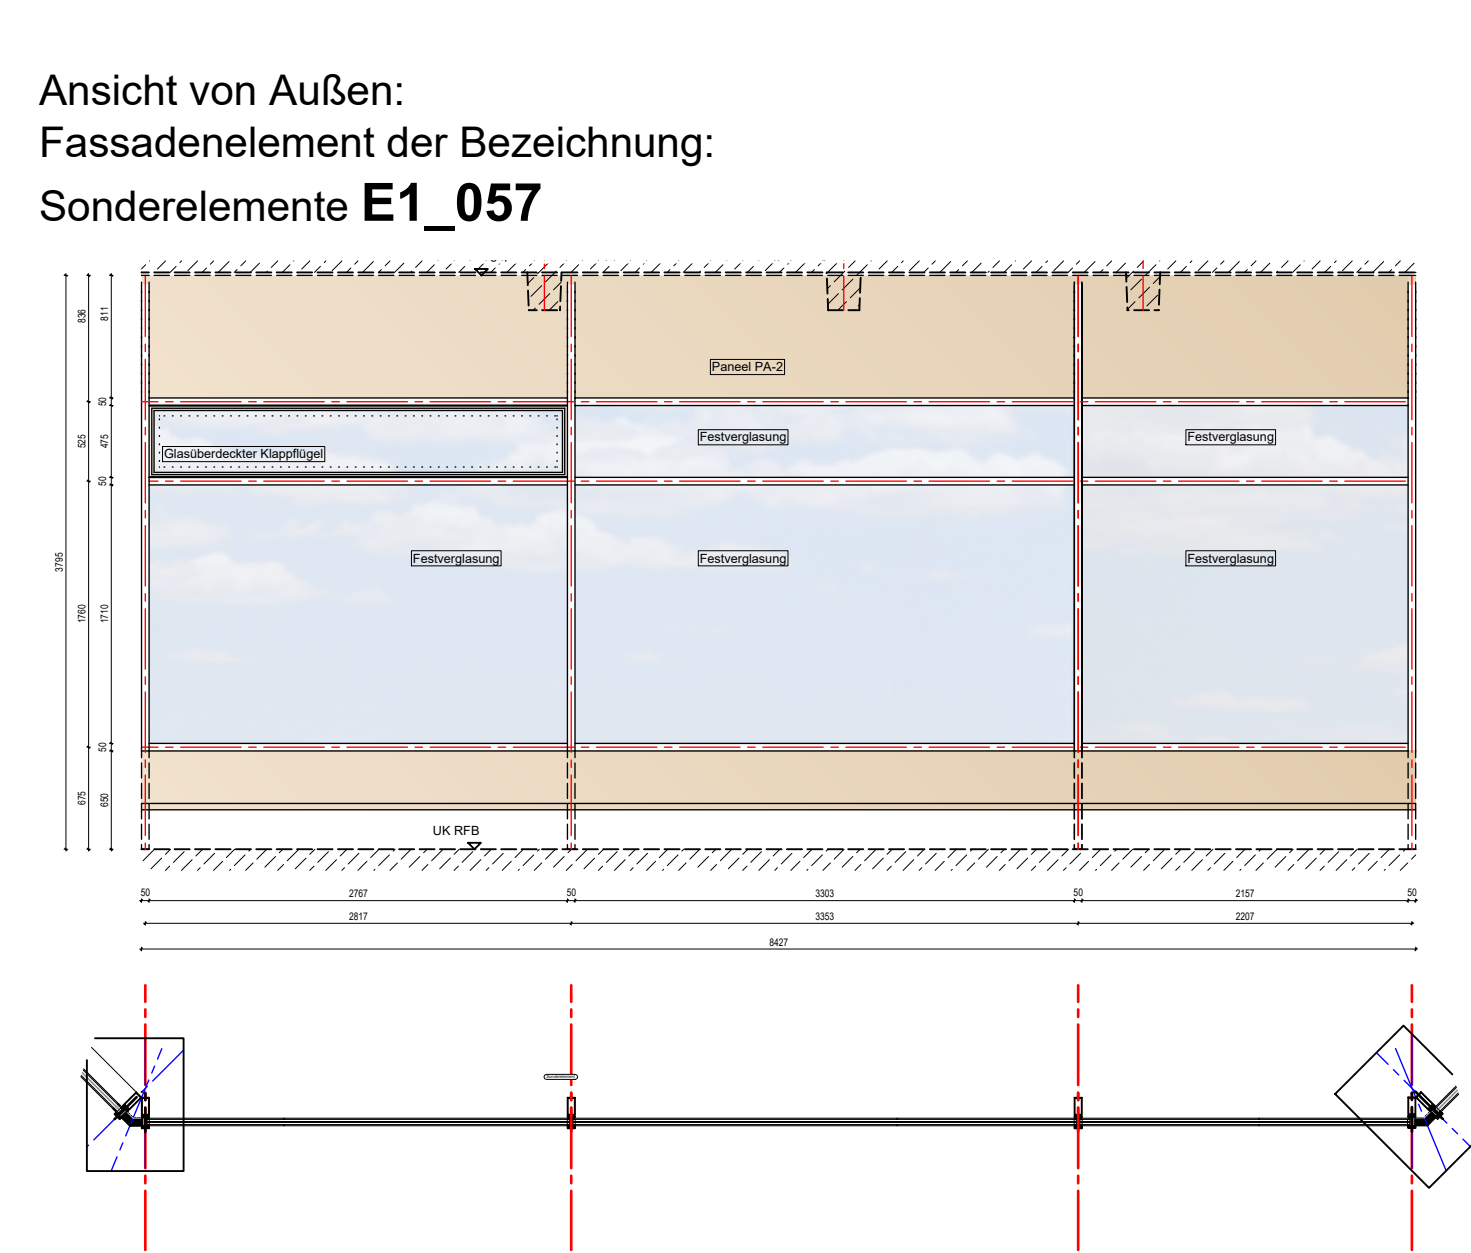 Ansicht von Außen:
Fassadenelement der Bezeichnung:
Sonderelemente E1_057
836
811
Paneel PA-2
50
525
475
Glasüberdeckter Klappflügel
Festverglasung
Festverglasung
50
Festverglasung
Festverglasung
Festverglasung
3795
1760
1710
50
675
650
UK RFB
50 2767 50 3303 50 2157 50
2817 3353 2207
8427